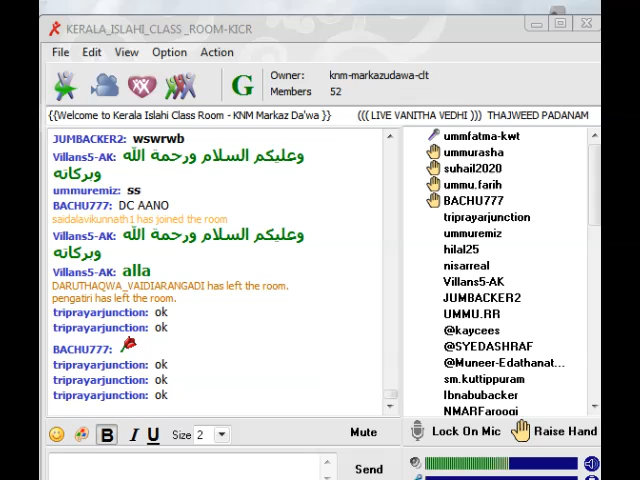 KERALA_ISLAHI_CLASS_ROOM-KICR
File Edit View Option Action
G
Owner: knm-markazudawa-clt
Members 52
{{Welcome to Kerala Islahi Class Room - KNM Markaz Da'wa }} ((( LIVE VANITHA VEDHI ))) THAJWEED PADANAM
JUMBACKER2: wswrwb
Villans5-AK: وعليكم السلام ورحمة الله
وبركاته
ummuremiz: ss
BACHU777: DC AANO
saidalavikunnath1 has joined the room
Villans5-AK: وعليكم السلام ورحمة الله
وبركاته
Villans5-AK: alla
DARUTHAQWA_VAIDIARANGADI has left the room.
pengatiri has left the room.
triprayarjunction: ok
triprayarjunction: ok
BACHU777:
triprayarjunction: ok
triprayarjunction: ok
triprayarjunction: ok
ummfatma-kwt
ummurasha
suhail2020
ummu.farih
BACHU777
triprayarjunction
ummuremiz
hilal25
nisarreal
Villans5-AK
JUMBACKER2
UMMU.RR
@kaycees
@SYEDASHRAF
@Muneer-Edathanat...
sm.kuttippuram
Ibnabubacker
NMARFarooqi
B I U Size 2 Mute
Lock On Mic Raise Hand
Send